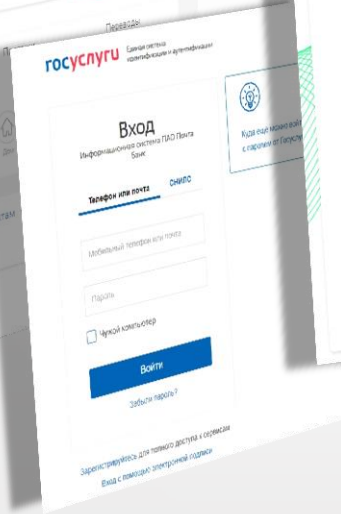 Переводы
госуслуги
Единая система
идентификации и аутентификации
Вход
Информационная система ПАО Почта
Банк
Телефон или почта
СНИЛС
Мобильный телефон или почта
Пароль
Чужой компьютер
Войти
Забыли пароль?
Зарегистрируйтесь для полного доступа к сервисам
Вход с помощью электронной подписи
Куда ещё можно войти
с паролем от Госуслуг